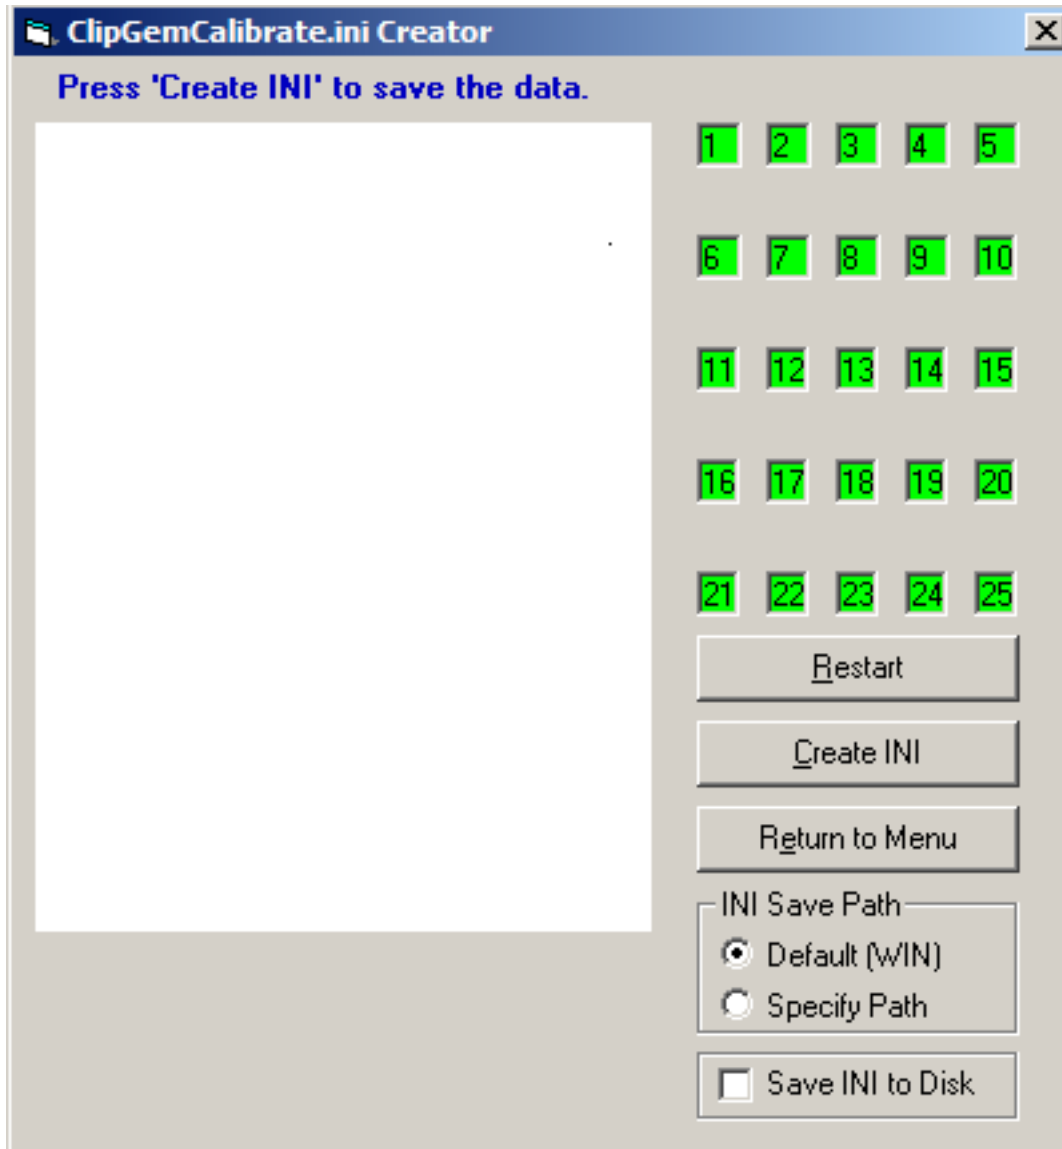 ClipGemCalibrate.ini Creator
Press 'Create INI' to save the data.
1 2 3 4 5
6 7 8 9 10
11 12 13 14 15
16 17 18 19 20
21 22 23 24 25
Restart
Create INI
Return to Menu
INI Save Path
Default (WIN)
Specify Path
Save INI to Disk